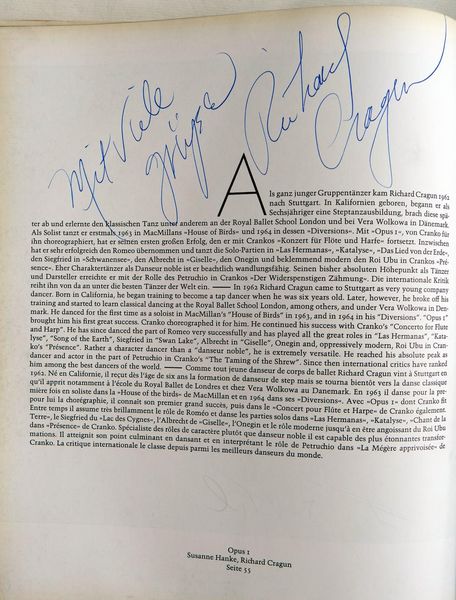 Mit Viele
Grüsse
Richard
Cragun
Als ganz junger Gruppentänzer kam Richard Cragun 1962
nach Stuttgart. In Kalifornien geboren, begann er als
Sechsjähriger eine Steptanzausbildung, brach diese spä-
ter ab und erlernte den klassischen Tanz unter anderem an der Royal Ballet School London und bei Vera Wolkowa in Dänemark.
Als Solist tanzt er erstmals 1963 in MacMillans »House of Birds« und 1964 in dessen »Diversions«. Mit »Opus 1«, von Cranko für
ihn choreographiert, hat er seinen ersten großen Erfolg, den er mit Crankos »Konzert für Flöte und Harfe« fortsetzt. Inzwischen
hat er sehr erfolgreich den Romeo übernommen und tanzt die Solo-Partien in »Las Hermanas«, »Katalyse«, »Das Lied von der Erde«,
den Siegfried in »Schwanensee«, den Albrecht in »Giselle«, den Onegin und beklemmend modern den Roi Ubu in Crankos »Pré-
sence«. Eher Charaktertänzer als Danseur noble ist er beachtlich wandlungsfähig. Seinen bisher absoluten Höhepunkt als Tänzer
und Darsteller erreichte er mit der Rolle des Petruchio in Crankos »Der Widerspenstigen Zähmung«. Die internationale Kritik
reiht ihn von da an unter die besten Tänzer der Welt ein. —— In 1962 Richard Cragun came to Stuttgart as very young company
dancer. Born in California, he began training to become a tap dancer when he was six years old. Later, however, he broke off his
training and started to learn classical dancing at the Royal Ballet School London, among others, and under Vera Wolkowa in Den-
mark. He danced for the first time as a soloist in MacMillan's "House of Birds" in 1963, and in 1964 in his "Diversions". "Opus 1"
brought him his first great success. Cranko choreographed it for him. He continued his success with Cranko's "Concerto for Flute
and Harp". He has since danced the part of Romeo very successfully and has played all the great roles in "Las Hermanas", "Kata-
lyse", "Song of the Earth", Siegfried in "Swan Lake", Albrecht in "Giselle", Onegin and, oppressively modern, Roi Ubu in Cran-
ko's "Présence". Rather a character dancer than a "danseur noble", he is extremely versatile. He reached his absolute peak as
dancer and actor in the part of Petruchio in Cranko's "The Taming of the Shrew". Since then international critics have ranked
him among the best dancers of the world. —— Comme tout jeune danseur de corps de ballet Richard Cragun vint à Stuttgart en
1962. Né en Californie, il reçut dès l'âge de six ans la formation de danseur de step mais se tourna bientôt vers la danse classique
qu'il apprit notamment à l'école du Royal Ballet de Londres et chez Vera Wolkowa au Danemark. En 1963 il danse pour la pre-
mière fois en soliste dans la »House of the birds« de MacMillan et en 1964 dans ses »Diversions«. Avec »Opus 1« dont Cranko fit
pour lui la chorégraphie, il connaît son premier grand succès, puis dans le »Concert pour Flûte et Harpe« de Cranko également.
Entre temps il assume très brillamment le rôle de Roméo et danse les parties solos dans »Las Hermanas«, »Katalyse«, »Chant de la
Terre«, le Siegfried du »Lac des Cygnes«, l'Albrecht de »Giselle«, l'Onegin et le rôle moderne jusqu'à en être angoissant du Roi Ubu
dans »Présence« de Cranko. Spécialiste des rôles de caractère plutôt que danseur noble il est capable des plus étonnantes transfor-
mations. Il atteignit son point culminant en dansant et en interprétant le rôle de Petruchio dans »La Mégère apprivoisée« de
Cranko. La critique internationale le classe depuis parmi les meilleurs danseurs du monde.
Opus 1
Susanne Hanke, Richard Cragun
Seite 55